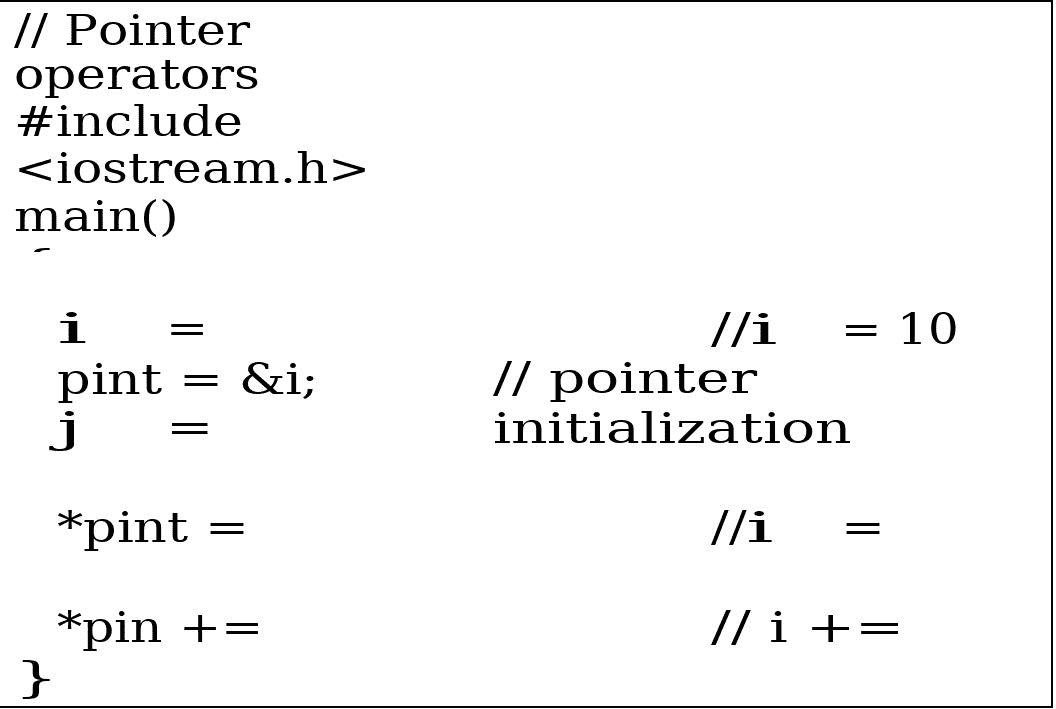 // Pointer
operators
#include
<iostream.h>
main()
i = //i = 10
pint = &i; // pointer
j = initialization
*pint = //i =
*pin += // i +=
}